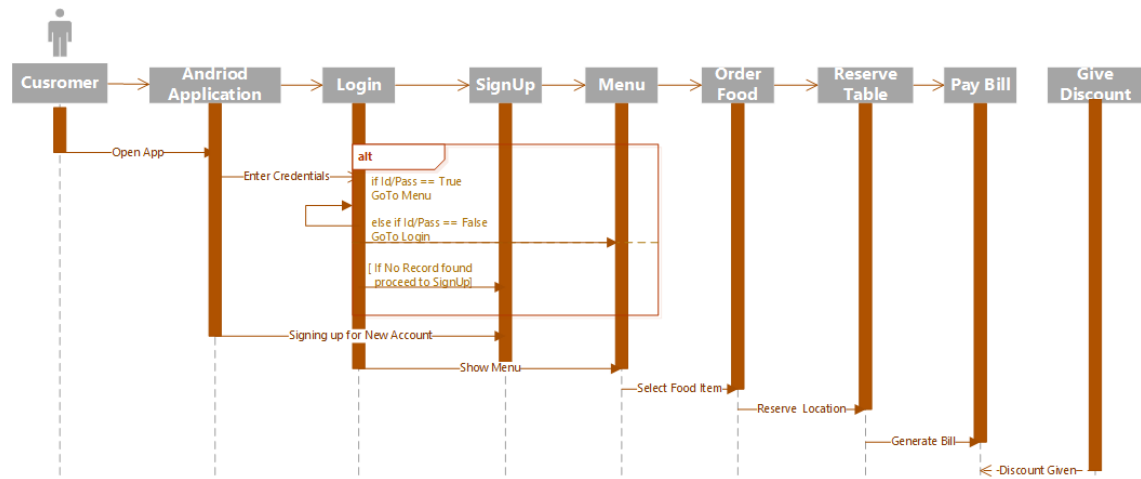 Cusromer
Andriod
Application
Login
SignUp
Menu
Order
Food
Reserve
Table
Pay Bill
Give
Discount
Open App
alt
Enter Credentials
if Id/Pass == True
GoTo Menu
else if Id/Pass == False
GoTo Login
[ If No Record found
proceed to SignUp]
Signing up for New Account
Show Menu
Select Food Item
Reserve Location
Generate Bill
Discount Given